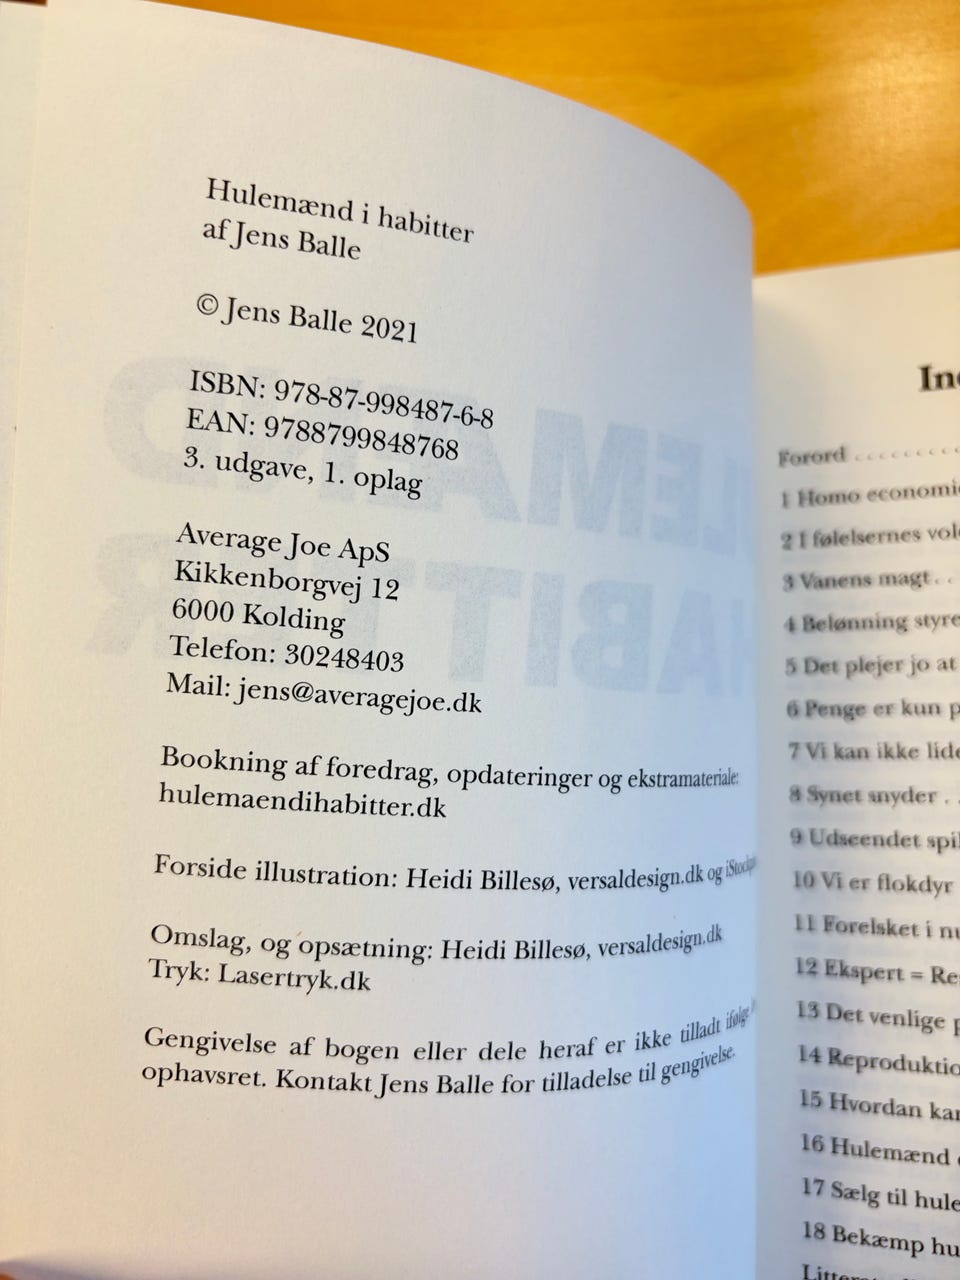 Hulemænd i habitter
af Jens Balle
© Jens Balle 2021
ISBN: 978-87-998487-6-8
EAN: 9788799848768
3. udgave, 1. oplag
Average Joe ApS
Kikkenborgvej 12
6000 Kolding
Telefon: 30248403
Mail: jens@averagejoe.dk
Bookning af foredrag, opdateringer og ekstramateriale:
hulemaendihabitter.dk
Forside illustration: Heidi Billesø, versaldesign.dk og
Omslag, og opsætning: Heidi Billesø, versaldesign.dk
Tryk: Lasertryk.dk
Gengivelse af bogen eller dele heraf er ikke tilladt ifølge
ophavsret. Kontakt Jens Balle for tilladelse til gengivelse.
Forord . . . . . . . . .
1 Homo economi
2 I følelsernes vol
3 Vanens magt . .
4 Belønning styre
5 Det plejer jo at
6 Penge er kun p
7 Vi kan ikke lide
8 Synet snyder . .
9 Udseendet spil
10 Vi er flokdyr
11 Forelsket i nu
12 Ekspert = Re
13 Det venlige p
14 Reproduktio
15 Hvordan kan
16 Hulemænd
17 Sælg til hule
18 Bekæmp hu